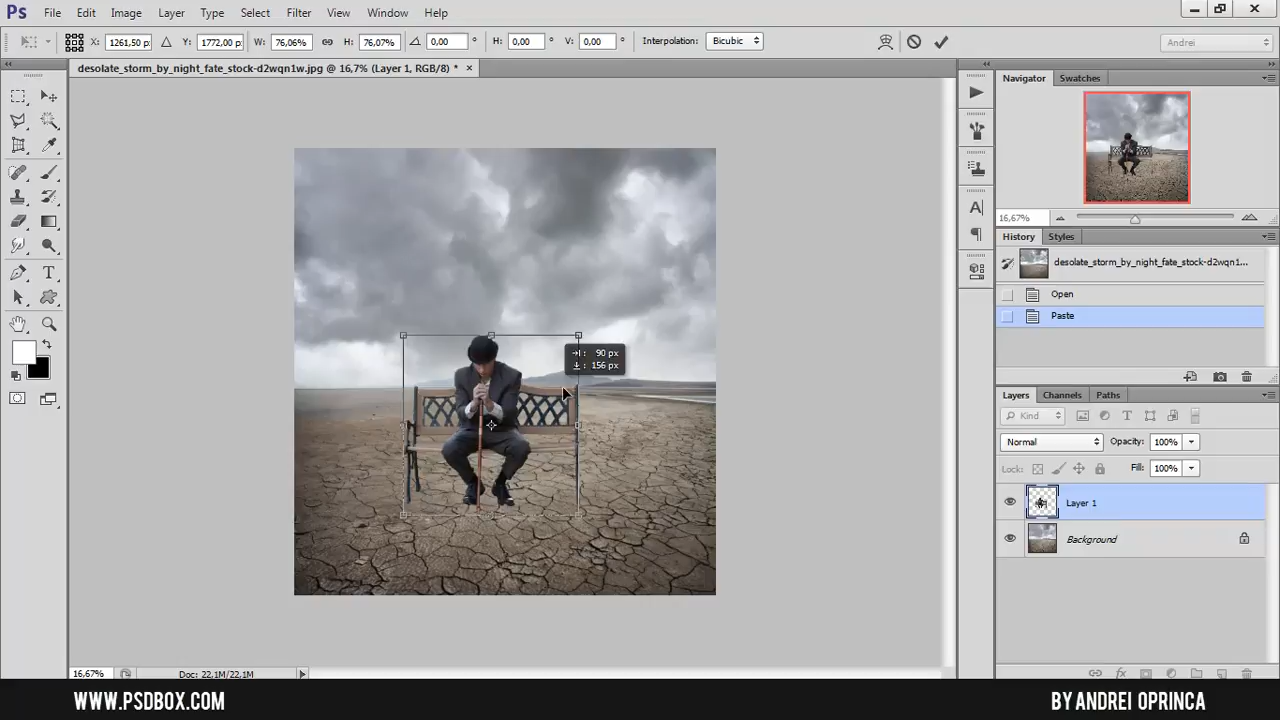 Ps File Edit Image Layer Type Select Filter View Window Help
X: 1261,50 p: Y: 1772,00 p: W: 76,06% H: 76,07% 0,00 ° H: 0,00 ° V: 0,00 ° Interpolation: Bicubic Andrei
desolate_storm_by_night_fate_stock-d2wqn1w.jpg @ 16,7% (Layer 1, RGB/8) *
Navigator Swatches
16,67%
History Styles
desolate_storm_by_night_fate_stock-d2wqn1...
Open
Paste
90 px
156 px
Layers Channels Paths
Kind
Normal Opacity: 100%
Lock: Fill: 100%
Layer 1
Background
16,67% Doc: 22,1M/22,1M
WWW.PSDBOX.COM BY ANDREI OPRINCA